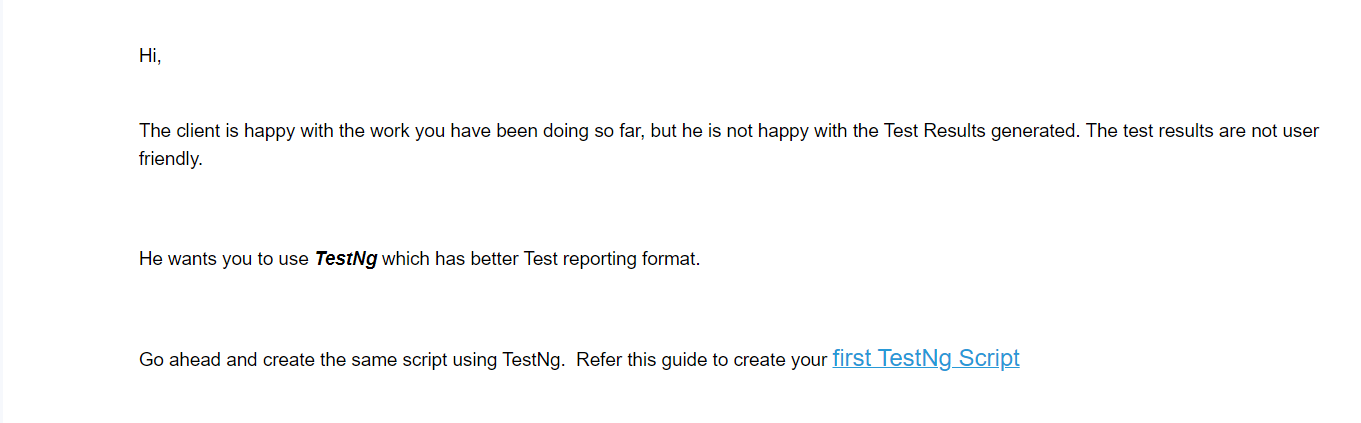 Hi,
The client is happy with the work you have been doing so far, but he is not happy with the Test Results generated. The test results are not user
friendly.
He wants you to use TestNg which has better Test reporting format.
Go ahead and create the same script using TestNg.  Refer this guide to create your first TestNg Script